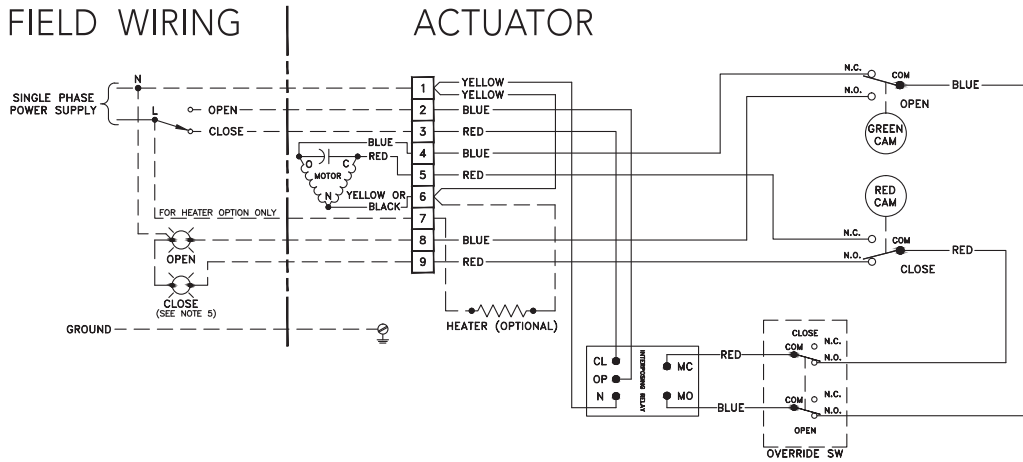 FIELD WIRING
ACTUATOR
N
SINGLE PHASE
POWER SUPPLY
L
OPEN
CLOSE
1
2
3
4
5
6
7
8
9
YELLOW
YELLOW
BLUE
RED
BLUE
RED
BLUE
RED
BLUE
RED
O
C
MOTOR
N
YELLOW OR
BLACK
FOR HEATER OPTION ONLY
OPEN
CLOSE
(SEE NOTE 5)
GROUND
HEATER (OPTIONAL)
N.C.
COM
BLUE
N.O.
OPEN
GREEN
CAM
RED
CAM
N.C.
COM
RED
N.O.
CLOSE
CL
OP
N
INTERPOSING RELAY
MC
MO
RED
BLUE
CLOSE
COM
N.C.
N.O.
COM
N.C.
N.O.
OPEN
OVERRIDE SW